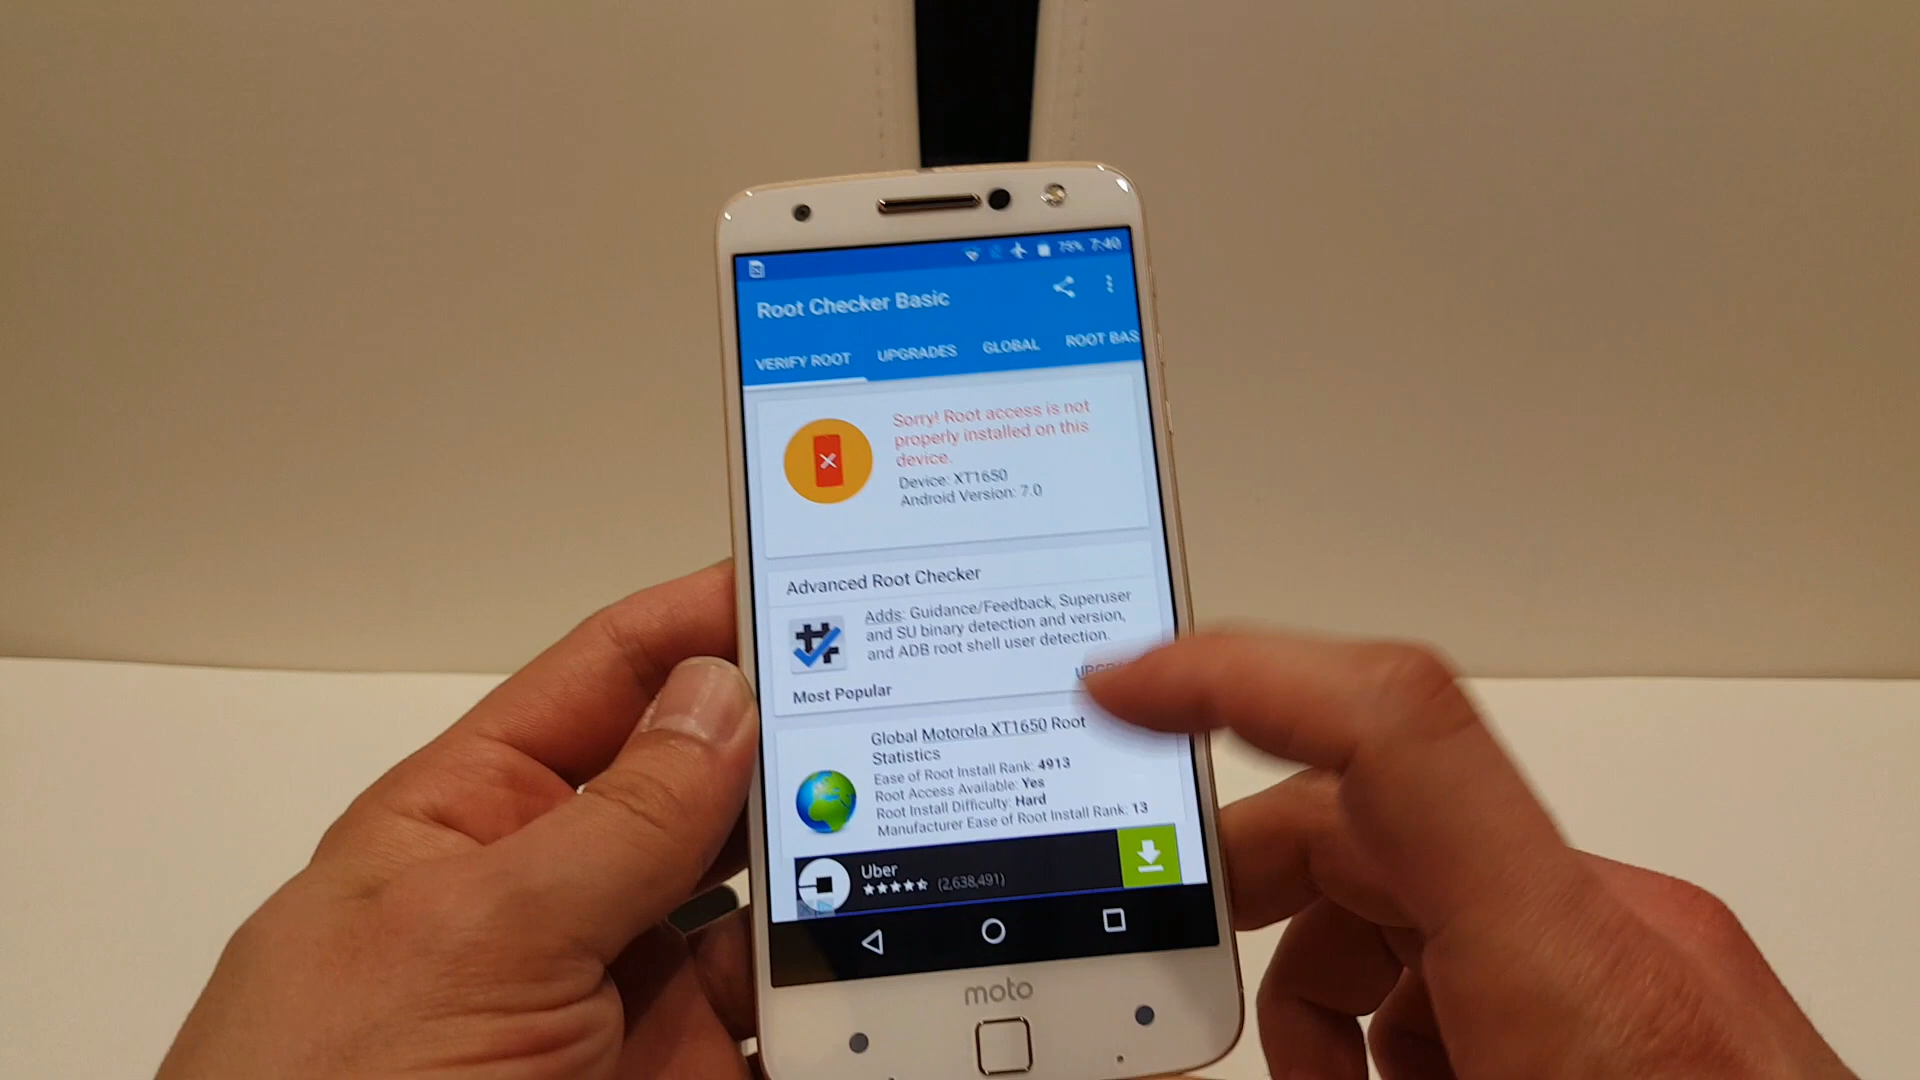 75% 7:40
Root Checker Basic
VERIFY ROOT UPGRADES GLOBAL ROOT BAS
Sorry! Root access is not
properly installed on this
device.
Device: XT1650
Android Version: 7.0
Advanced Root Checker
Adds: Guidance/Feedback, Superuser
and SU binary detection and version,
and ADB root shell user detection.
Most Popular
Global Motorola XT1650 Root
Statistics
Ease of Root Install Rank: 4913
Root Access Available: Yes
Root Install Difficulty: Hard
Manufacturer Ease of Root Install Rank: 13
Uber
(2,638,491)
moto